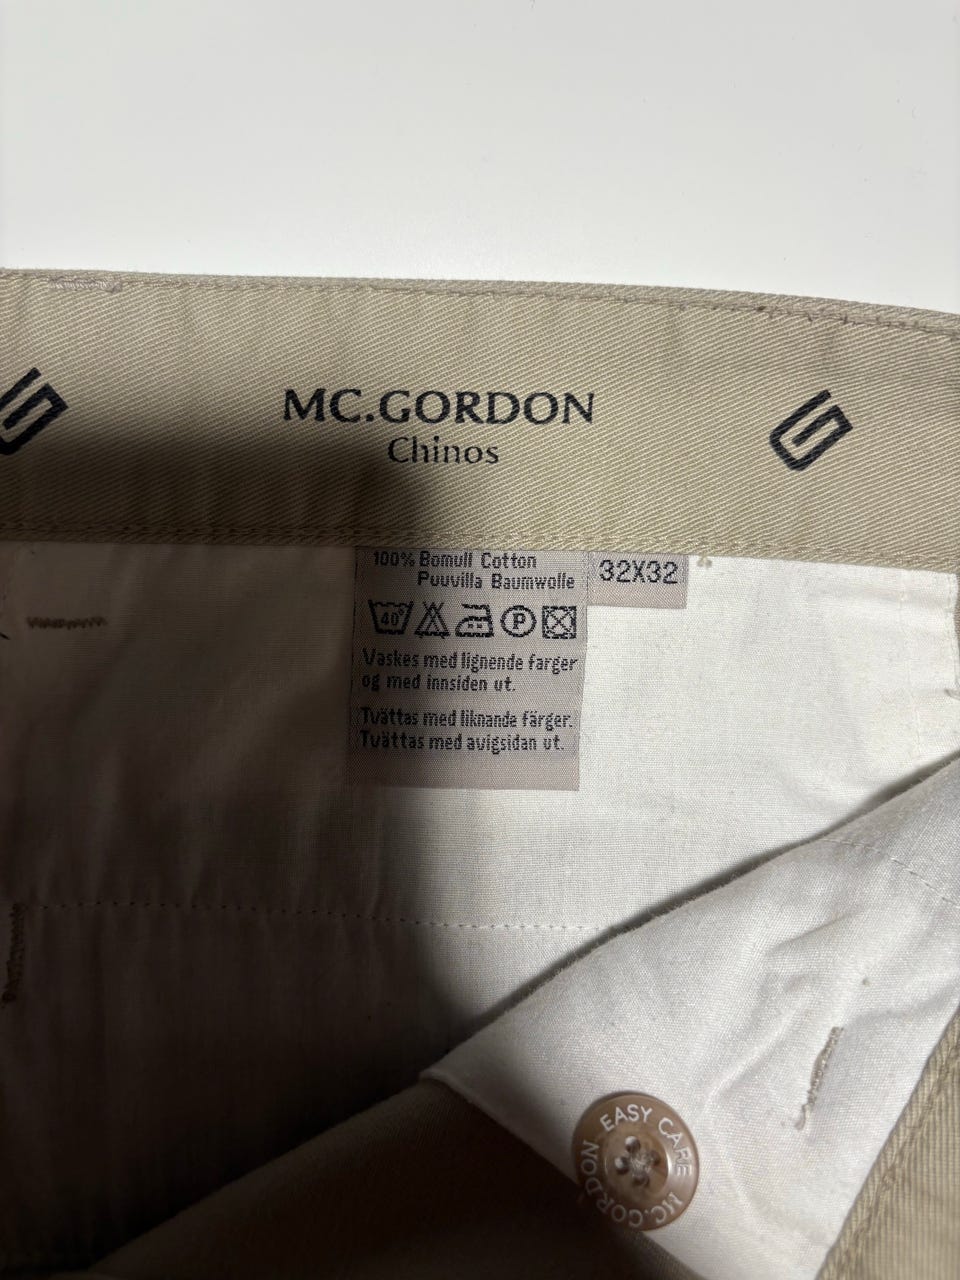 MC.GORDON
Chinos
100% Bomull Cotton
Puuvilla Baumwolle
32X32
40°
P
Vaskes med lignende farger
og med innsiden ut.
Tvättas med liknande färger.
Tvättas med avigsidan ut.
EASY CARE
MC.GORDON